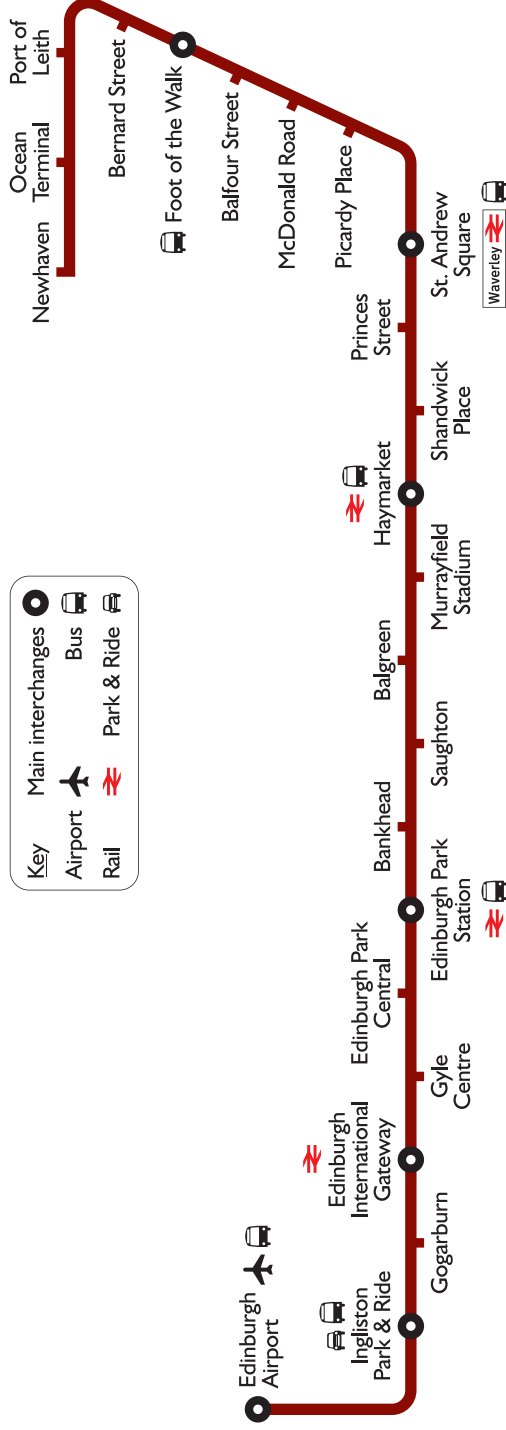 Edinburgh
Airport
Ingliston
Park & Ride
Gogarburn
Edinburgh
International
Gateway
Gyle
Centre
Edinburgh Park
Central
Edinburgh Park
Station
Bankhead
Saughton
Balgreen
Murrayfield
Stadium
Haymarket
Shandwick
Place
Princes
Street
St. Andrew
Square
Waverley
Picardy Place
McDonald Road
Balfour Street
Foot of the Walk
Bernard Street
Port of
Leith
Ocean
Terminal
Newhaven
Key
Main interchanges
Airport
Bus
Rail
Park & Ride